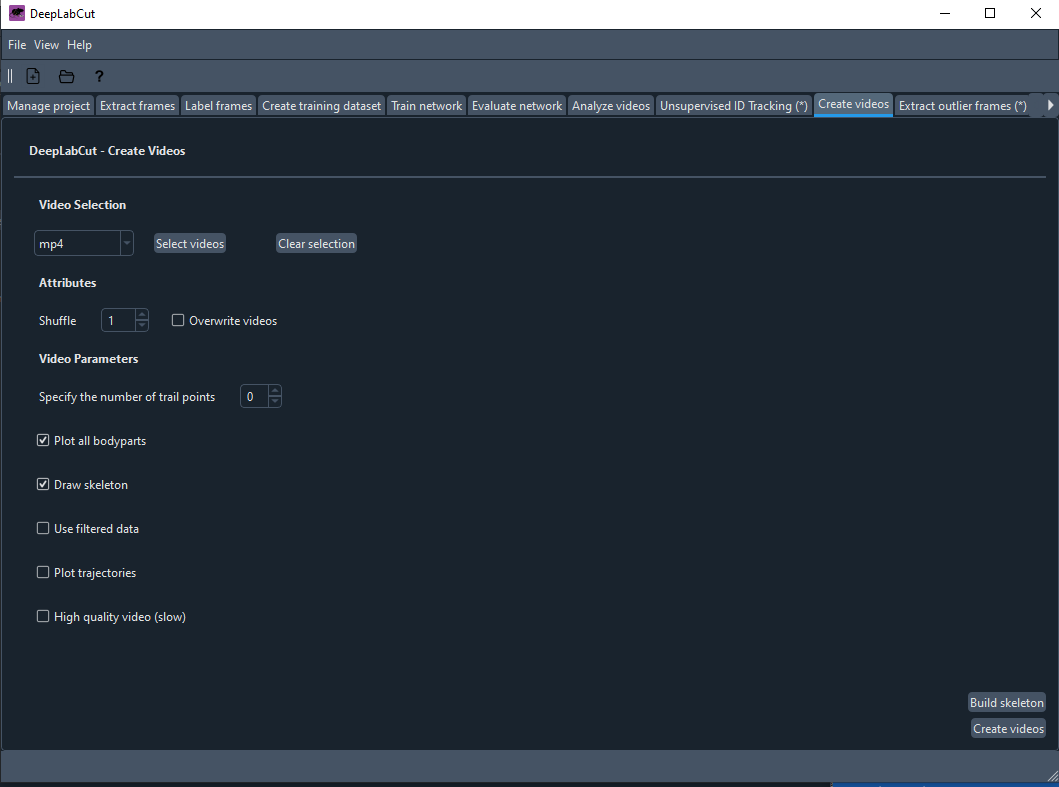 DeepLabCut
File View Help
?
Manage project Extract frames Label frames Create training dataset Train network Evaluate network Analyze videos Unsupervised ID Tracking (*) Create videos Extract outlier frames (*)
DeepLabCut - Create Videos
Video Selection
mp4 Select videos Clear selection
Attributes
Shuffle 1 Overwrite videos
Video Parameters
Specify the number of trail points 0
Plot all bodyparts
Draw skeleton
Use filtered data
Plot trajectories
High quality video (slow)
Build skeleton
Create videos